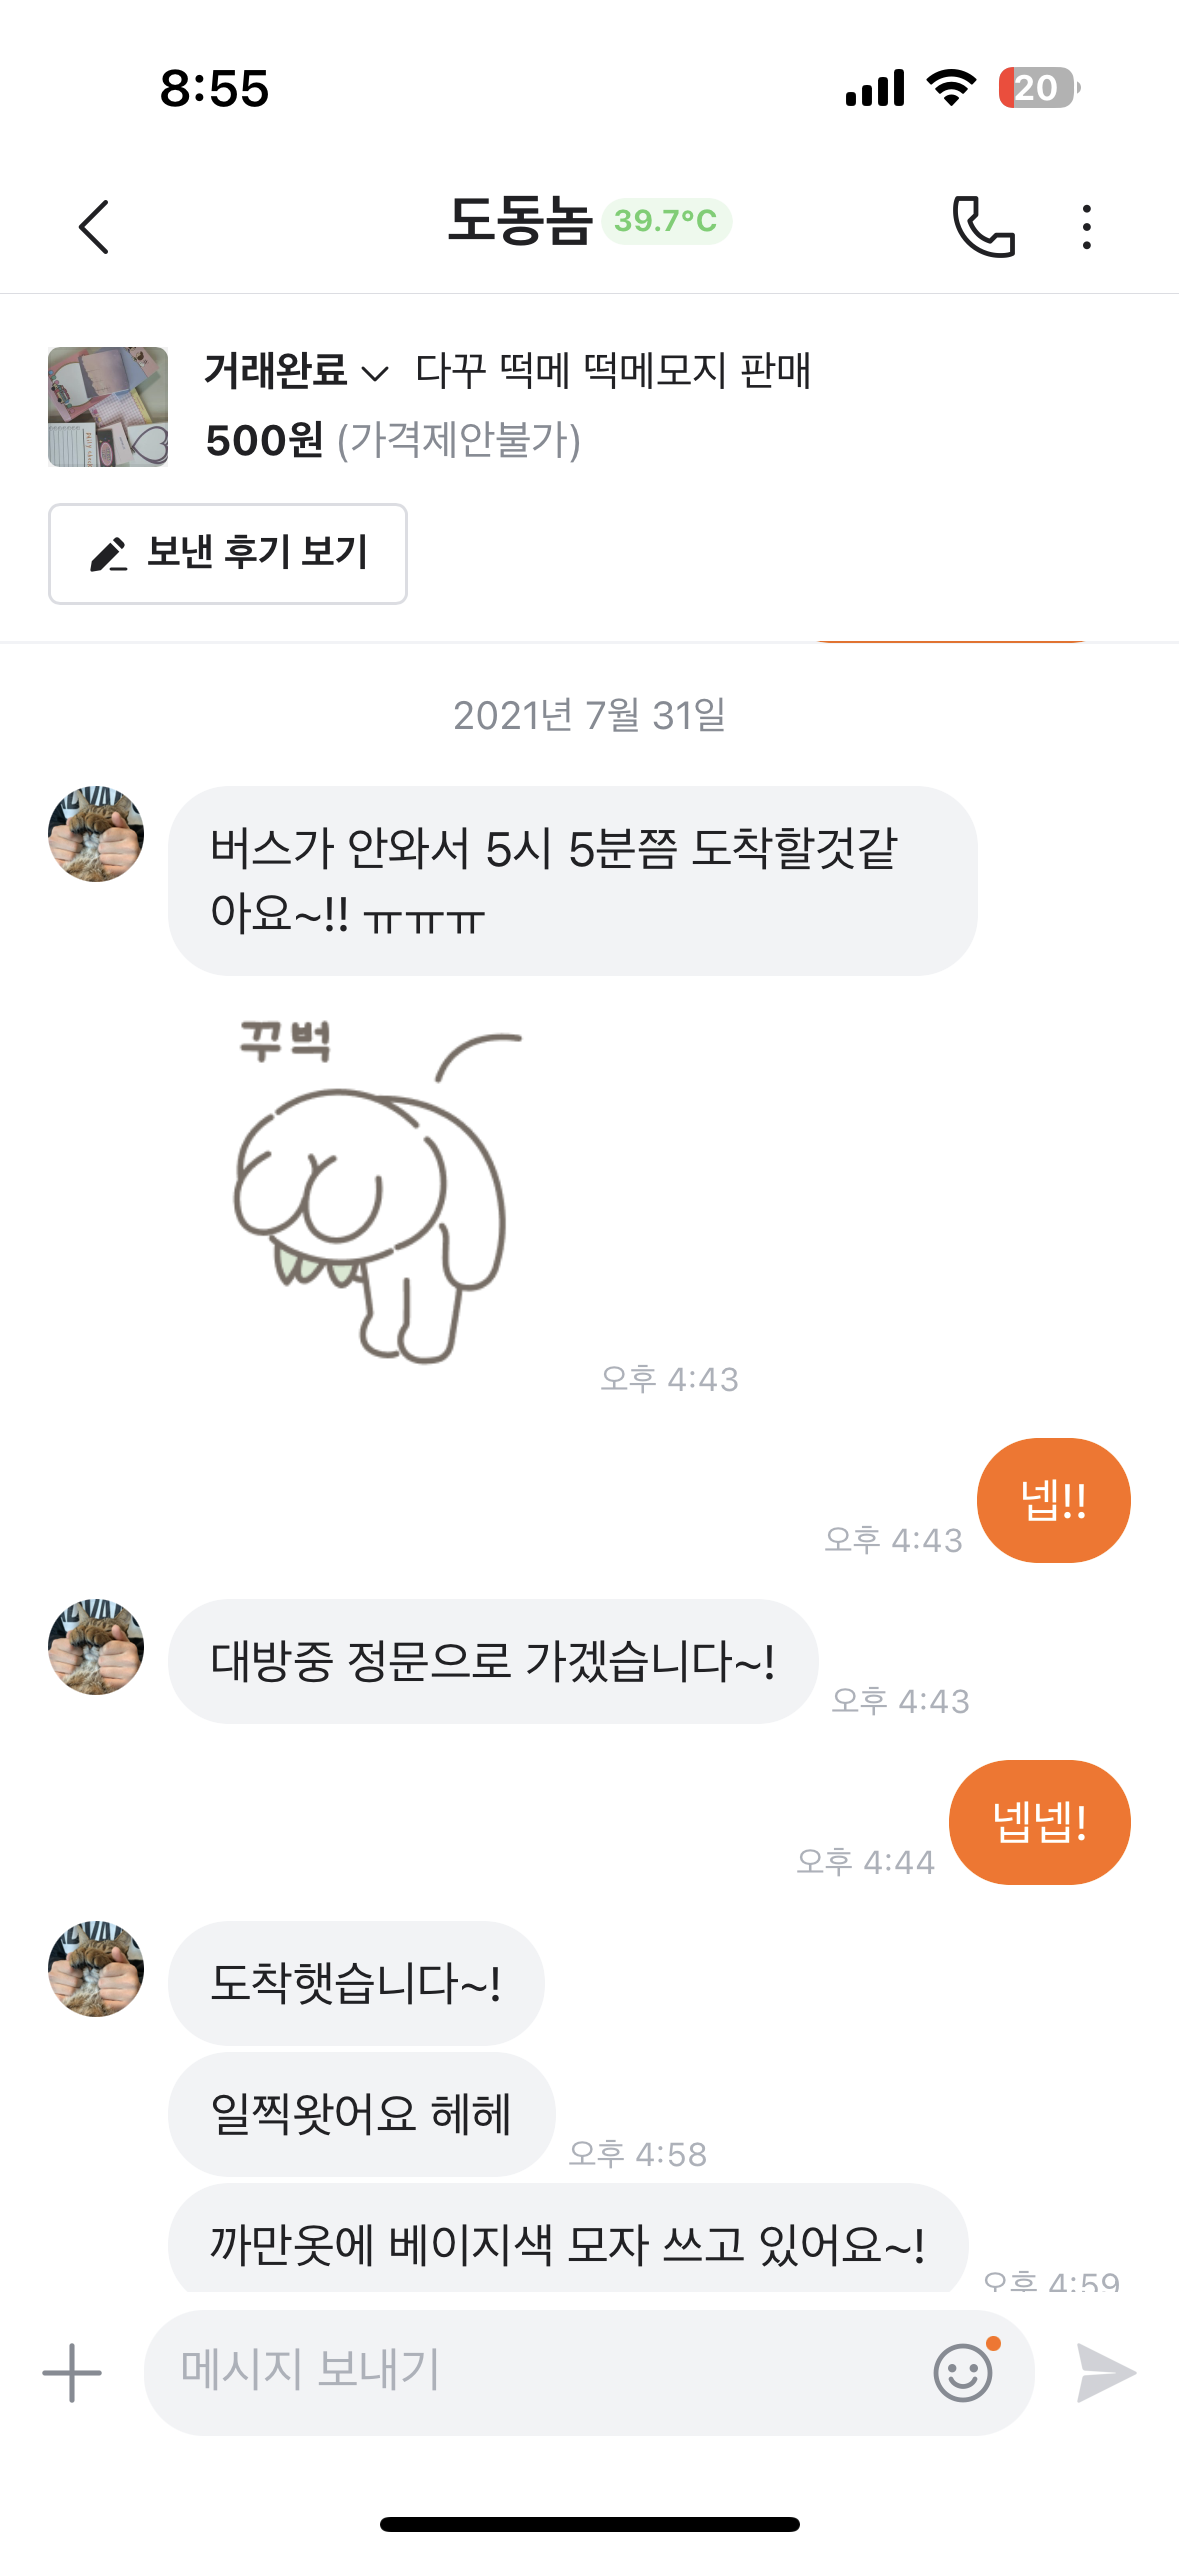 8:55
20
도동놈 39.7°C
거래완료 다꾸 떡메 떡메모지 판매
500원 (가격제안불가)
보낸 후기 보기
2021년 7월 31일
버스가 안와서 5시 5분쯤 도착할것같
아요~!! ㅠㅠㅠ
꾸벅
오후 4:43
넵!!
오후 4:43
대방중 정문으로 가겠습니다~!
오후 4:43
넵넵!
오후 4:44
도착햇습니다~!
일찍왓어요 헤헤
오후 4:58
까만옷에 베이지색 모자 쓰고 있어요~!
오후 4:59
메시지 보내기